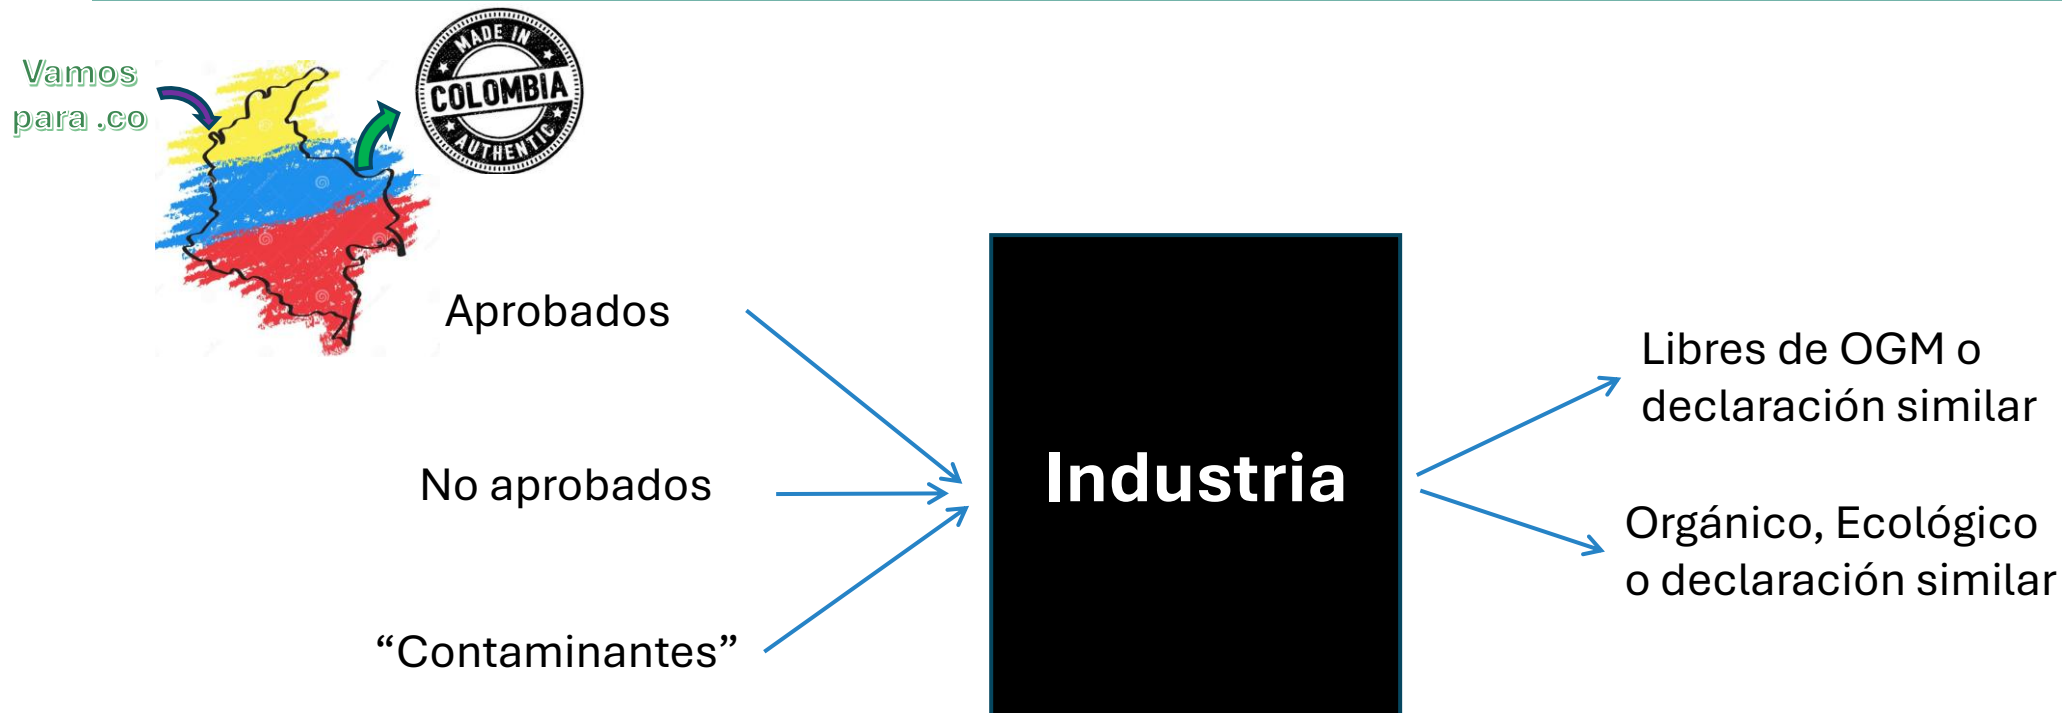 Vamos
para .co
MADE IN
COLOMBIA
AUTHENTIC
Aprobados
No aprobados
“Contaminantes”
Industria
Libres de OGM o
declaración similar
Orgánico, Ecológico
o declaración similar